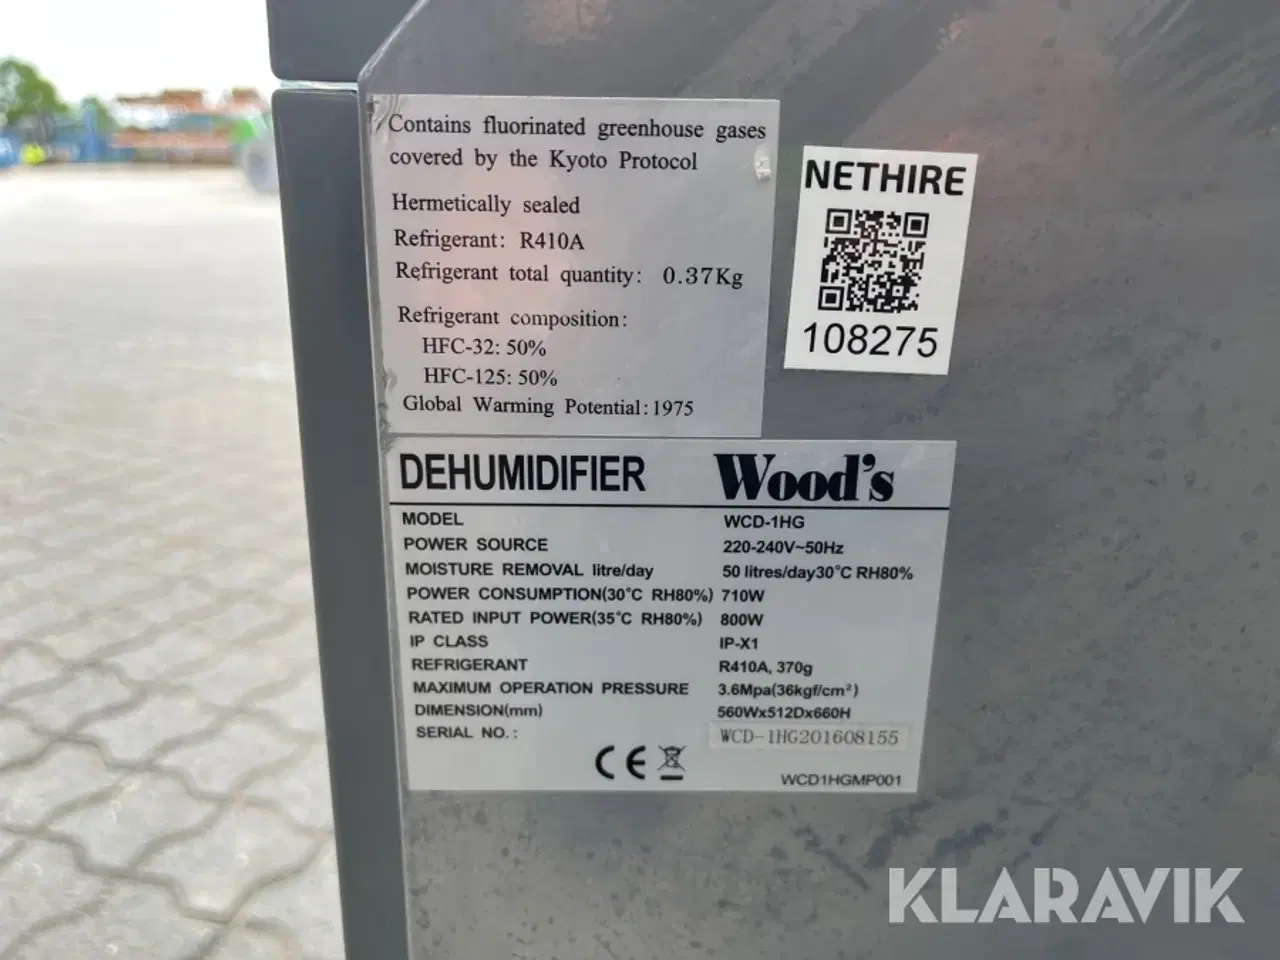 Contains fluorinated greenhouse gases
covered by the Kyoto Protocol
Hermetically sealed
Refrigerant: R410A
Refrigerant total quantity: 0.37Kg
Refrigerant composition:
HFC-32: 50%
HFC-125: 50%
Global Warming Potential:1975
NETHIRE
108275
DEHUMIDIFIER Wood's
MODEL WCD-1HG
POWER SOURCE 220-240V~50Hz
MOISTURE REMOVAL litre/day 50 litres/day30°C RH80%
POWER CONSUMPTION(30°C RH80%) 710W
RATED INPUT POWER(35°C RH80%) 800W
IP CLASS IP-X1
REFRIGERANT R410A, 370g
MAXIMUM OPERATION PRESSURE 3.6Mpa(36kgf/cm²)
DIMENSION(mm) 560Wx512Dx660H
SERIAL NO.: WCD-1HG201608155
CE
WCD1HGMP001
KLARAVIK